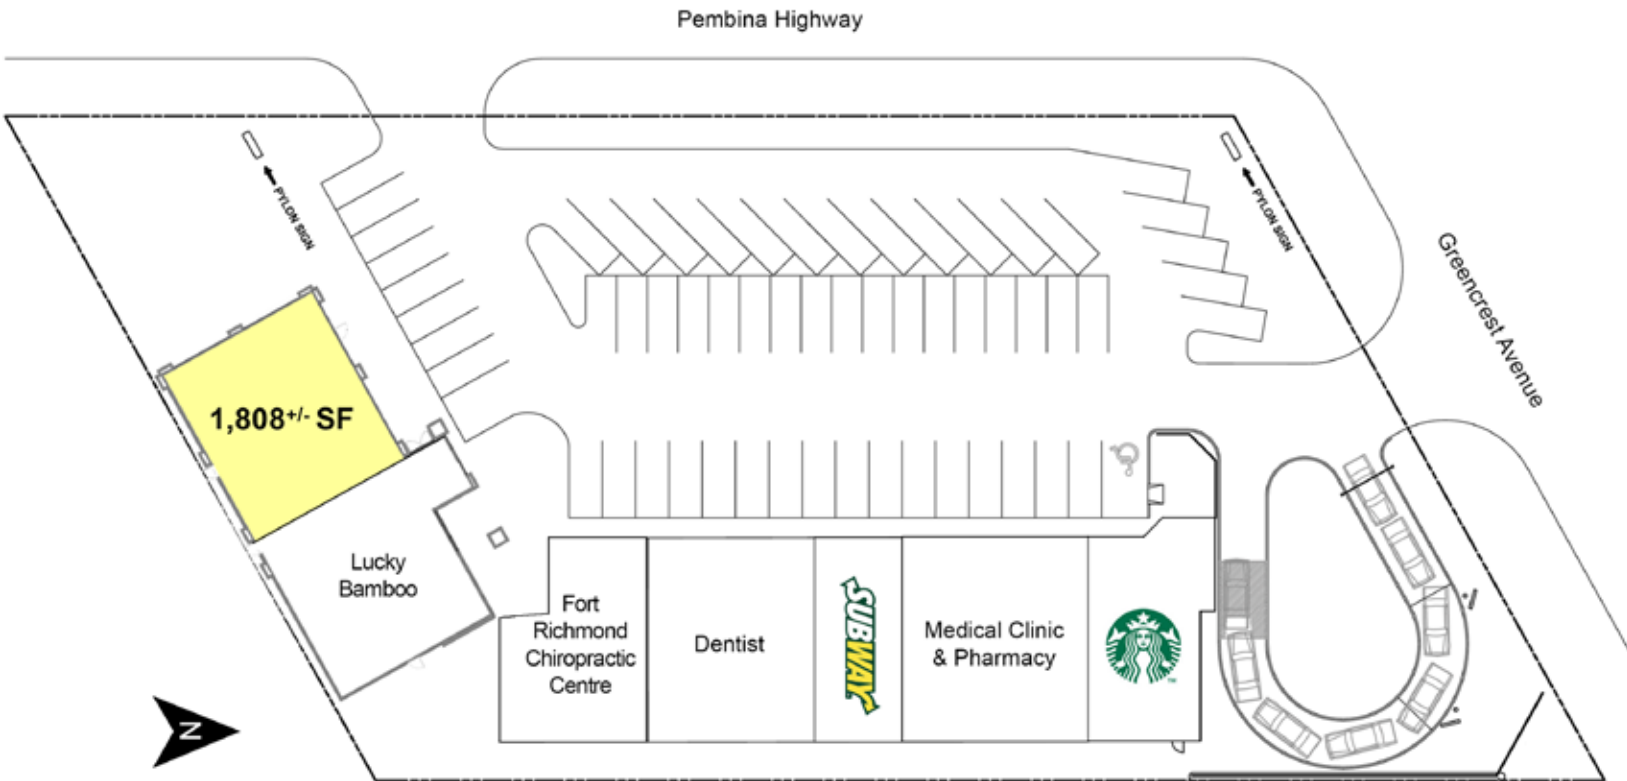 Pembina Highway
PYLON SIGN
PYLON SIGN
Greencrest Avenue
1,808+/- SF
Lucky
Bamboo
Fort
Richmond
Chiropractic
Centre
Dentist
SUBWAY
Medical Clinic
& Pharmacy
TM
N